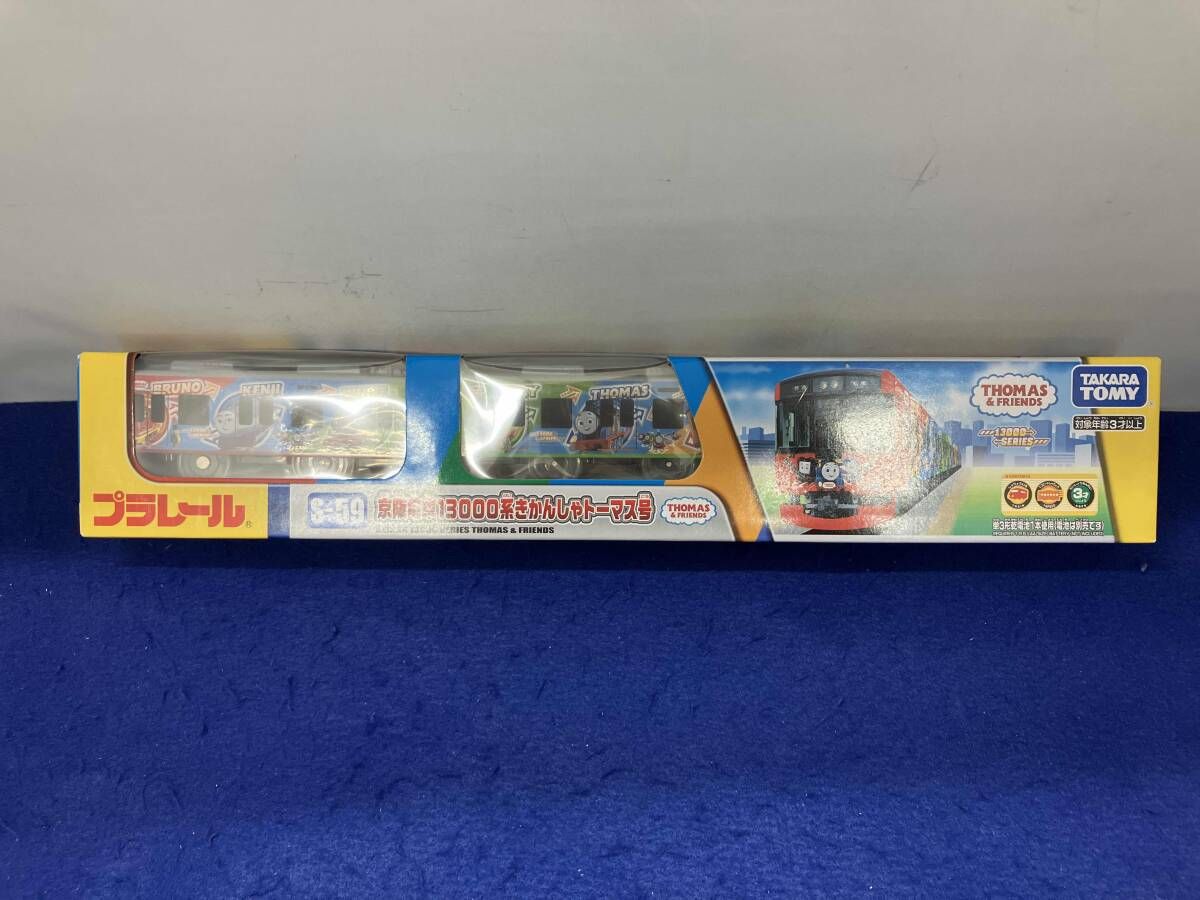 BRUNO
KENJI
THOMAS
プラレール®
S-59
京阪電車13000系きかんしゃトーマス号
SERIES THOMAS & FRIENDS
THOMAS
& FRIENDS
THOMAS
& FRIENDS
13000
SERIES
TAKARA
TOMY
対象年齢3才以上
3才
単3形乾電池1本使用(電池は別売です)